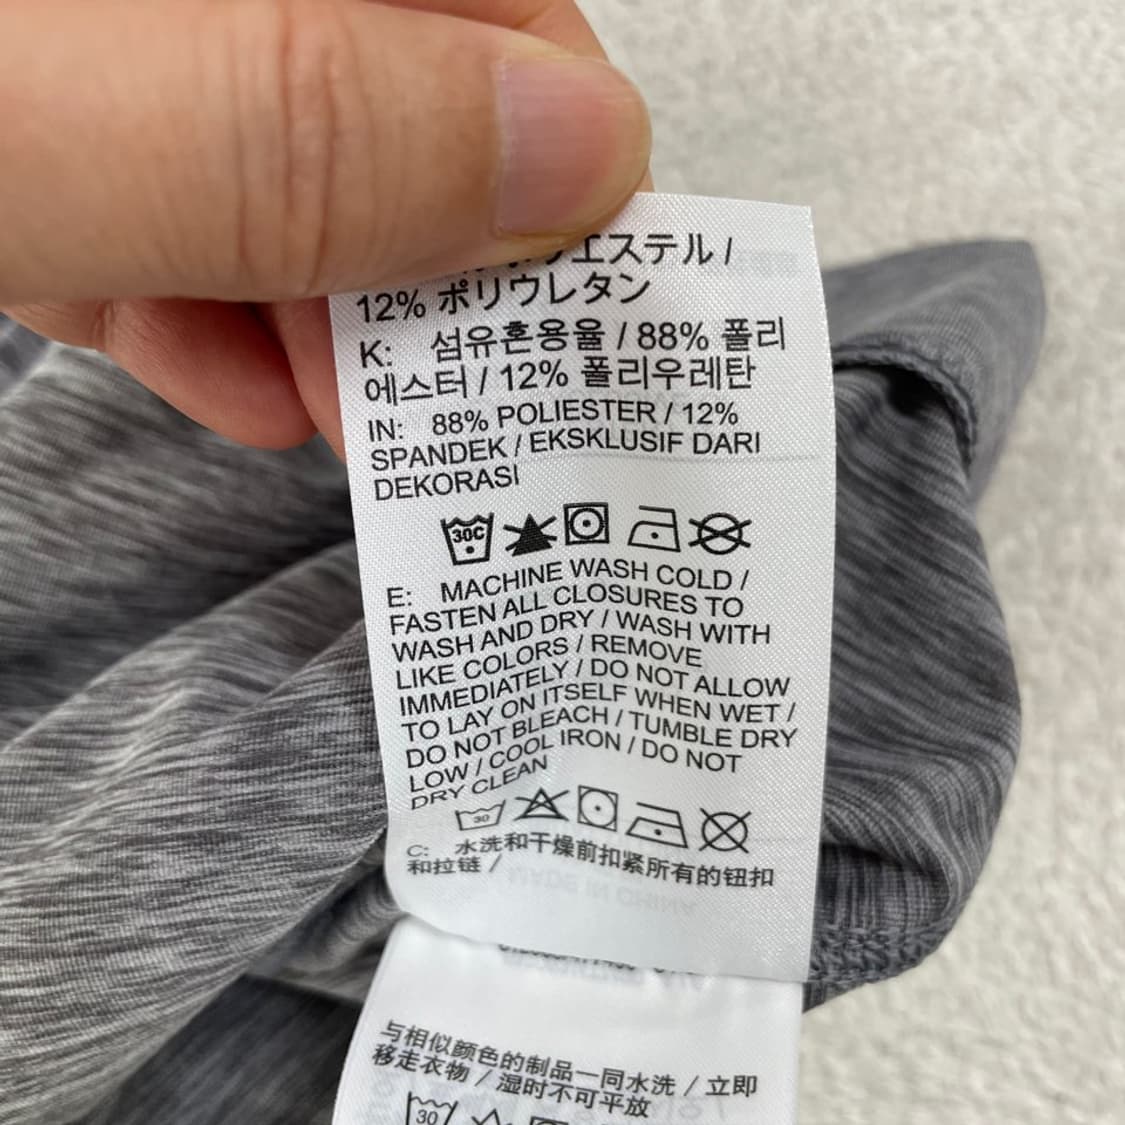 エステル /
12% ポリウレタン
K: 섬유혼용율 / 88% 폴리
에스터 / 12% 폴리우레탄
IN: 88% POLIESTER / 12%
SPANDEK / EKSKLUSIF DARI
DEKORASI
30C
E: MACHINE WASH COLD /
FASTEN ALL CLOSURES TO
WASH AND DRY / WASH WITH
LIKE COLORS / REMOVE
IMMEDIATELY / DO NOT ALLOW
TO LAY ON ITSELF WHEN WET /
DO NOT BLEACH / TUMBLE DRY
LOW / COOL IRON / DO NOT
DRY CLEAN
30
C: 水洗和干燥前扣紧所有的钮扣
和拉链 /
与相似颜色的制品一同水洗 / 立即
移走衣物 / 湿时不可平放
30